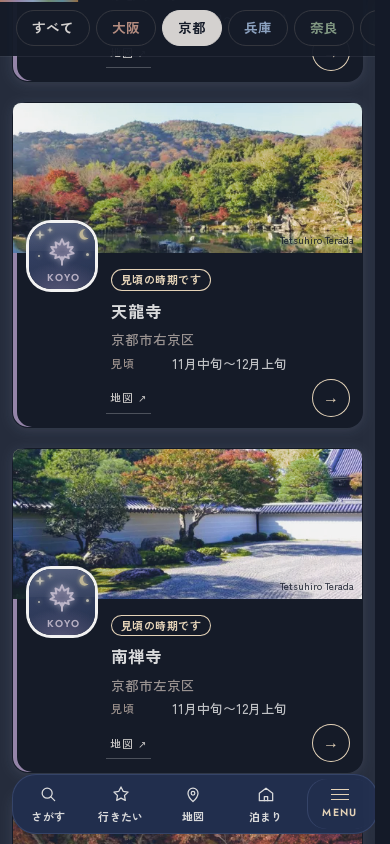 すべて
大阪
京都
兵庫
奈良
→
Tetsuhiro Terada
KOYO
見頃の時期です
天龍寺
京都市右京区
見頃 11月中旬〜12月上旬
地図 ↗
→
Tetsuhiro Terada
KOYO
見頃の時期です
南禅寺
京都市左京区
見頃 11月中旬〜12月上旬
地図 ↗
→
さがす
行きたい
地図
泊まり
MENU